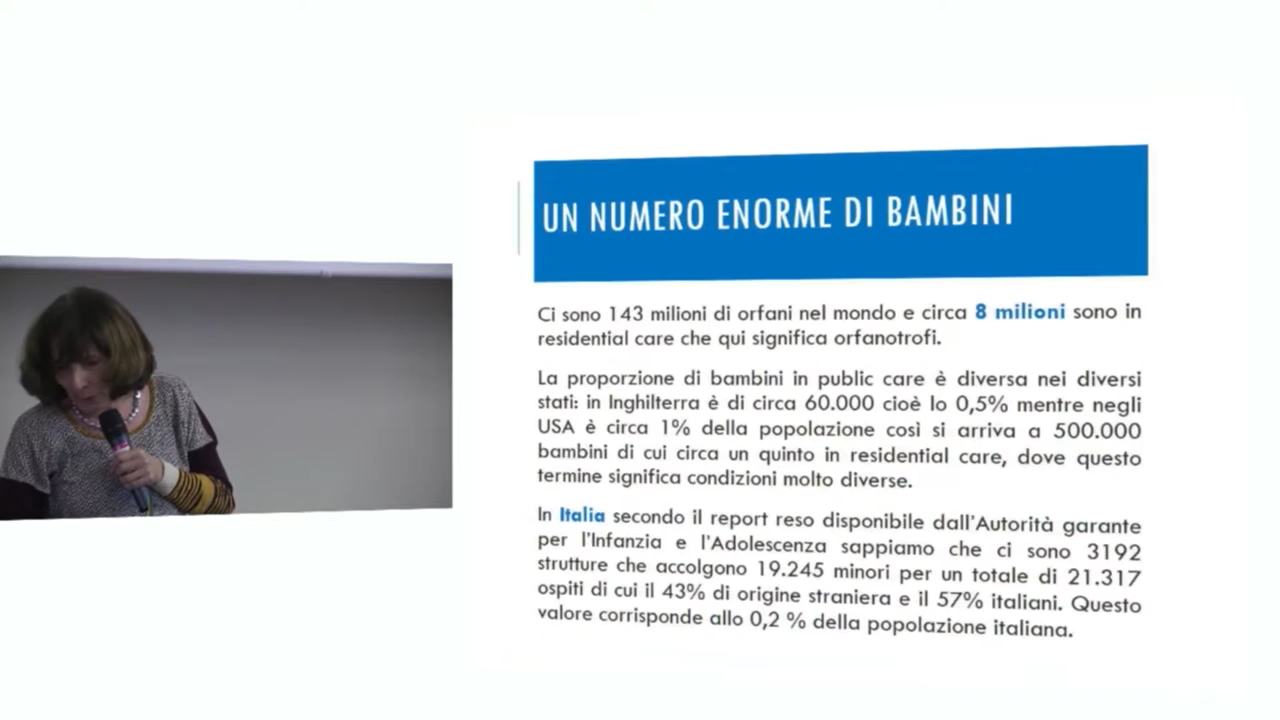 UN NUMERO ENORME DI BAMBINI
Ci sono 143 milioni di orfani nel mondo e circa 8 milioni sono in
residential care che qui significa orfanotrofi.
La proporzione di bambini in public care è diversa nei diversi
stati: in Inghilterra è di circa 60.000 cioè lo 0,5% mentre negli
USA è circa 1% della popolazione così si arriva a 500.000
bambini di cui circa un quinto in residential care, dove questo
termine significa condizioni molto diverse.
In Italia secondo il report reso disponibile dall'Autorità garante
per l'Infanzia e l'Adolescenza sappiamo che ci sono 3192
strutture che accolgono 19.245 minori per un totale di 21.317
ospiti di cui il 43% di origine straniera e il 57% italiani. Questo
valore corrisponde allo 0,2 % della popolazione italiana.